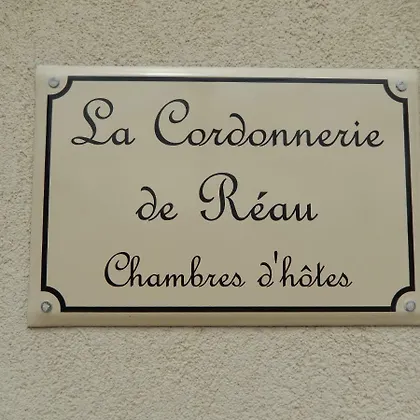 La Cordonnerie
de Réau
Chambres d'hôtes